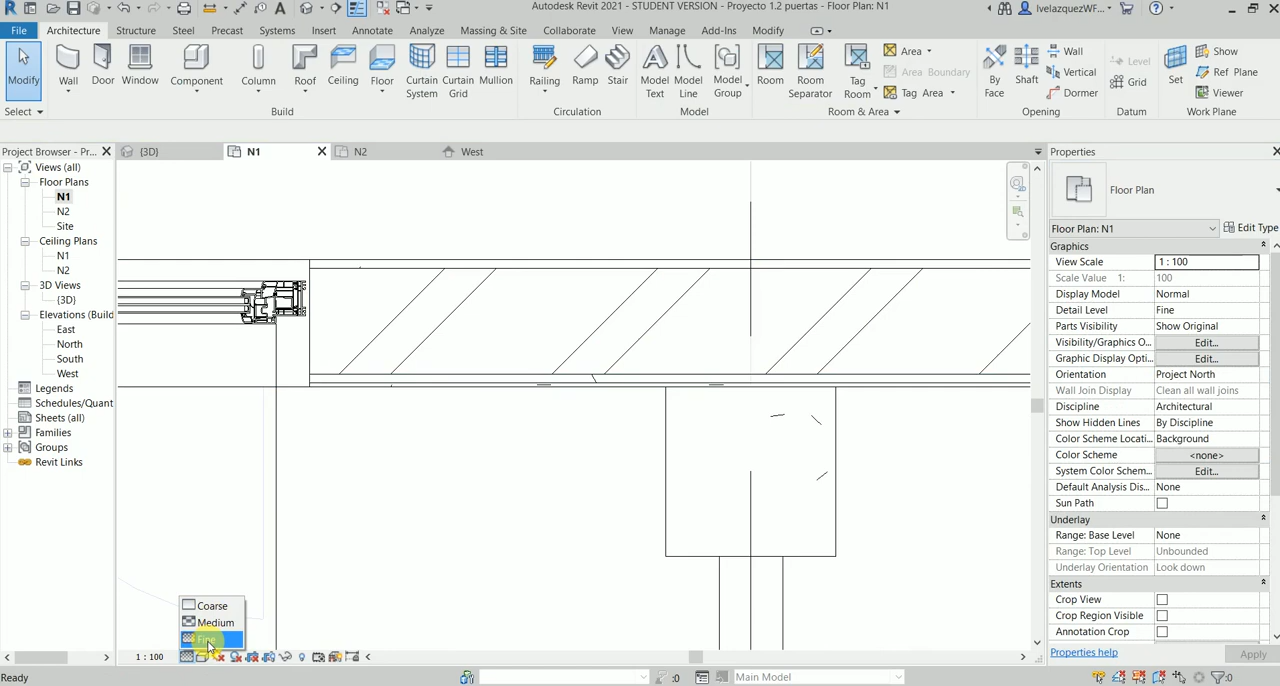 Autodesk Revit 2021 - STUDENT VERSION - Proyecto 1.2 puertas - Floor Plan: N1
lvelazquezWF...
File Architecture Structure Steel Precast Systems Insert Annotate Analyze Massing & Site Collaborate View Manage Add-Ins Modify
Modify Wall Door Window Component Column Roof Ceiling Floor Curtain System Curtain Grid Mullion Railing Ramp Stair Model Text Model Line Model Group Room Room Separator Tag Room By Face Shaft Set
Area Wall Level Show
Area Boundary Vertical Grid Ref Plane
Tag Area Dormer Viewer
Select Build Circulation Model Room & Area Opening Datum Work Plane
Project Browser - Pr...
{3D} N1 N2 West
Properties
Views (all)
Floor Plans
N1
N2
Site
Ceiling Plans
N1
N2
3D Views
{3D}
Elevations (Build
East
North
South
West
Legends
Schedules/Quant
Sheets (all)
Families
Groups
Revit Links
Floor Plan
Floor Plan: N1 Edit Type
Graphics
View Scale 1 : 100
Scale Value 1: 100
Display Model Normal
Detail Level Fine
Parts Visibility Show Original
Visibility/Graphics O... Edit...
Graphic Display Opti... Edit...
Orientation Project North
Wall Join Display Clean all wall joins
Discipline Architectural
Show Hidden Lines By Discipline
Color Scheme Locati... Background
Color Scheme <none>
System Color Schem... Edit...
Default Analysis Dis... None
Sun Path
Underlay
Range: Base Level None
Range: Top Level Unbounded
Underlay Orientation Look down
Extents
Crop View
Crop Region Visible
Annotation Crop
Properties help Apply
Coarse
Medium
Fine
1 : 100
Ready :0 Main Model :0